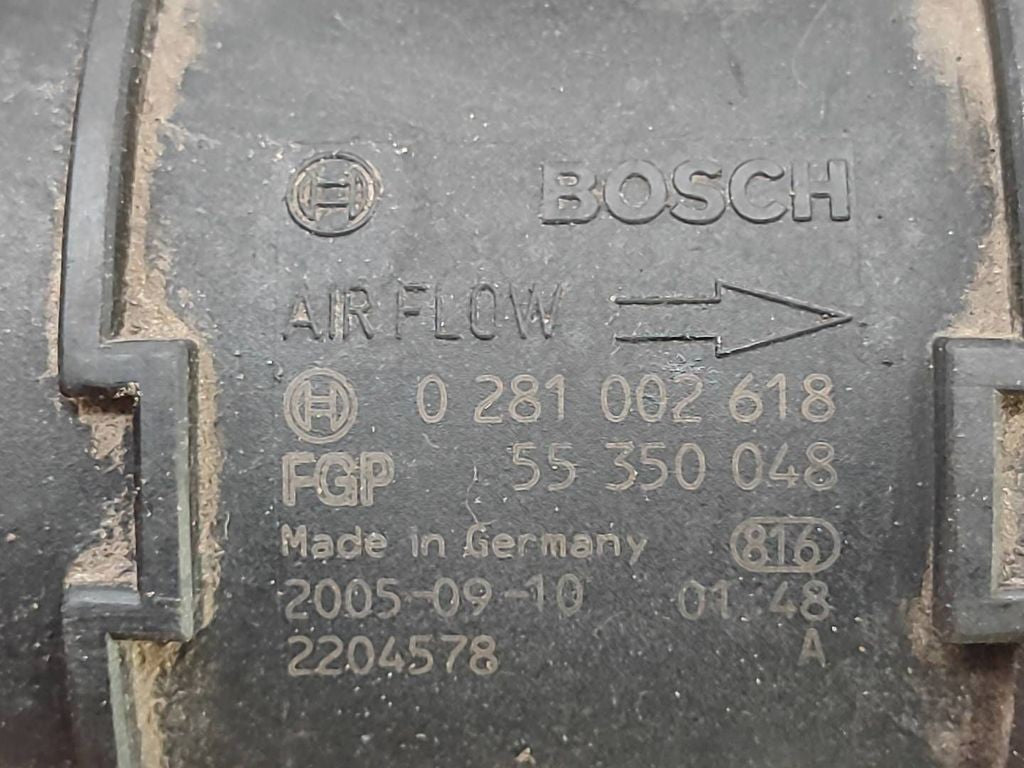 BOSCH
AIR FLOW
0 281 002 618
FGP 55 350 048
Made in Germany 816
2005-09-10 01 48
2204578 A